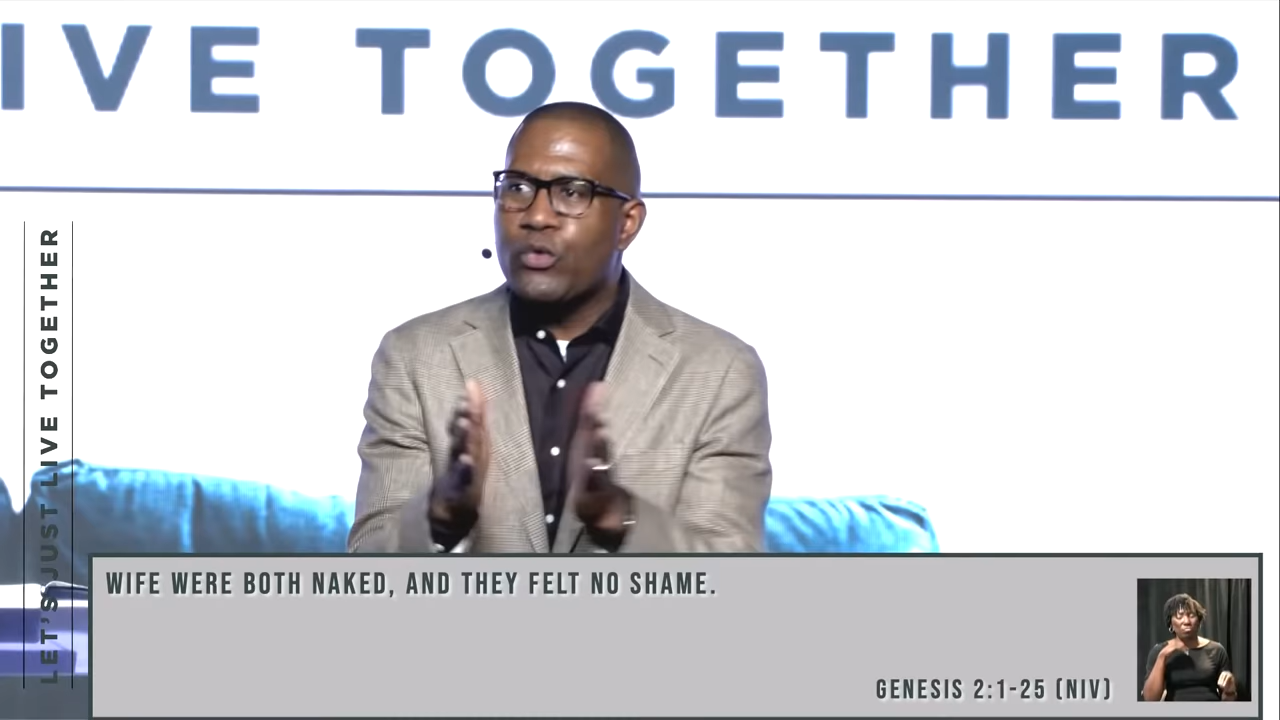 IVE TOGETHER
LET'S JUST LIVE TOGETHER
WIFE WERE BOTH NAKED, AND THEY FELT NO SHAME.
GENESIS 2:1-25 (NIV)